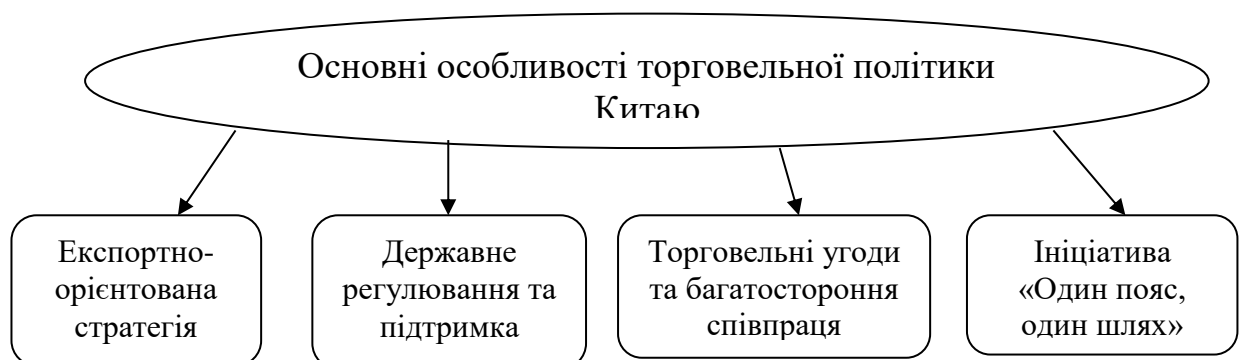 Основні особливості торговельної політики
Китаю
Експортно-
орієнтована
стратегія
Державне
регулювання та
підтримка
Торговельні угоди
та багатостороння
співпраця
Ініціатива
«Один пояс,
один шлях»